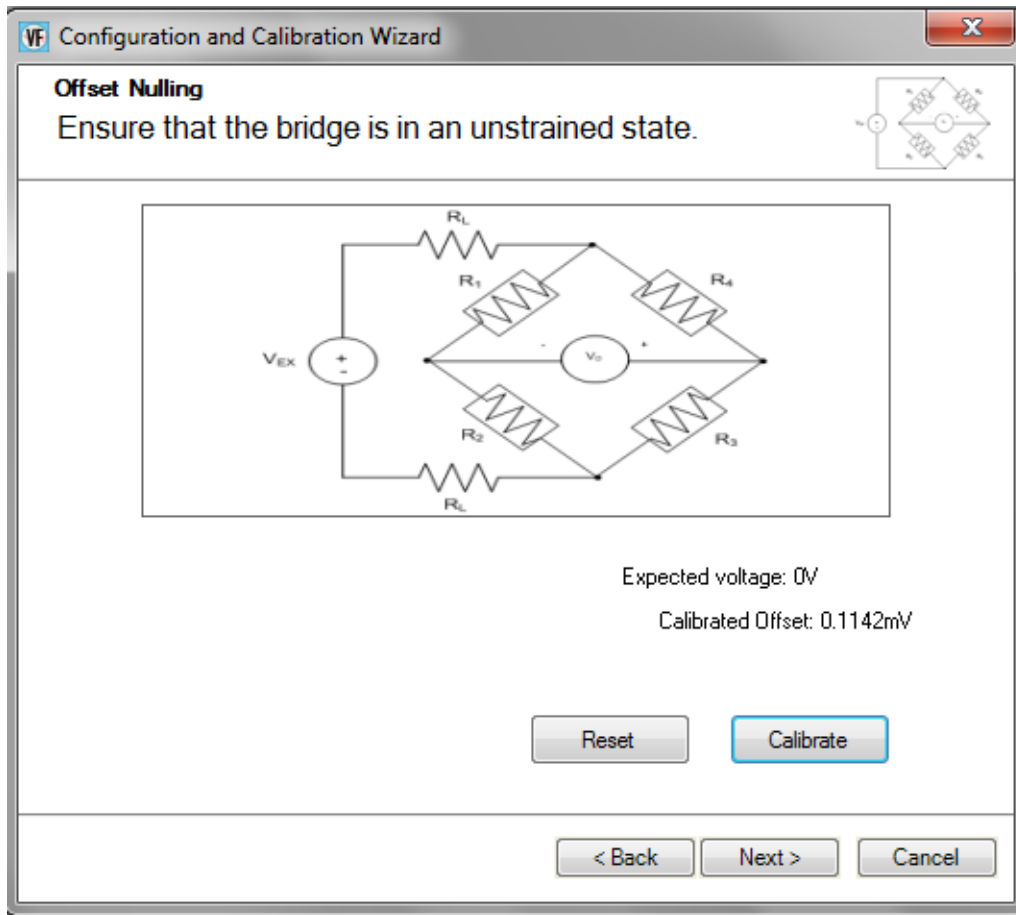 VF Configuration and Calibration Wizard
X
Offset Nulling
Ensure that the bridge is in an unstrained state.
RL
R1
R4
VEX
+
-
-
Vo
+
R2
R3
RL
Expected voltage: 0V
Calibrated Offset: 0.1142mV
Reset
Calibrate
< Back
Next >
Cancel